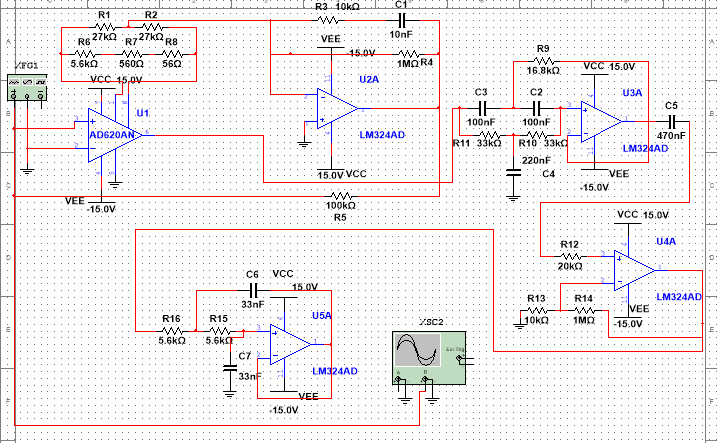 R1
27kΩ
R2
27kΩ
R6
5.6kΩ
R7
560Ω
R8
56Ω
R3
10kΩ
C1
10nF
VEE
-15.0V
1MΩ
R4
XFG1
VCC
15.0V
U1
AD620AN
VEE
-15.0V
U2A
LM324AD
15.0V
VCC
100kΩ
R5
R9
16.8kΩ
VCC
15.0V
C3
100nF
C2
100nF
U3A
R11
33kΩ
R10
33kΩ
220nF
C4
LM324AD
VEE
-15.0V
C5
470nF
VCC
15.0V
R12
20kΩ
U4A
LM324AD
R13
10kΩ
R14
1MΩ
VEE
-15.0V
C6
33nF
VCC
15.0V
R16
5.6kΩ
R15
5.6kΩ
U5A
C7
33nF
LM324AD
VEE
-15.0V
XSC2
Ext Trig
A
B